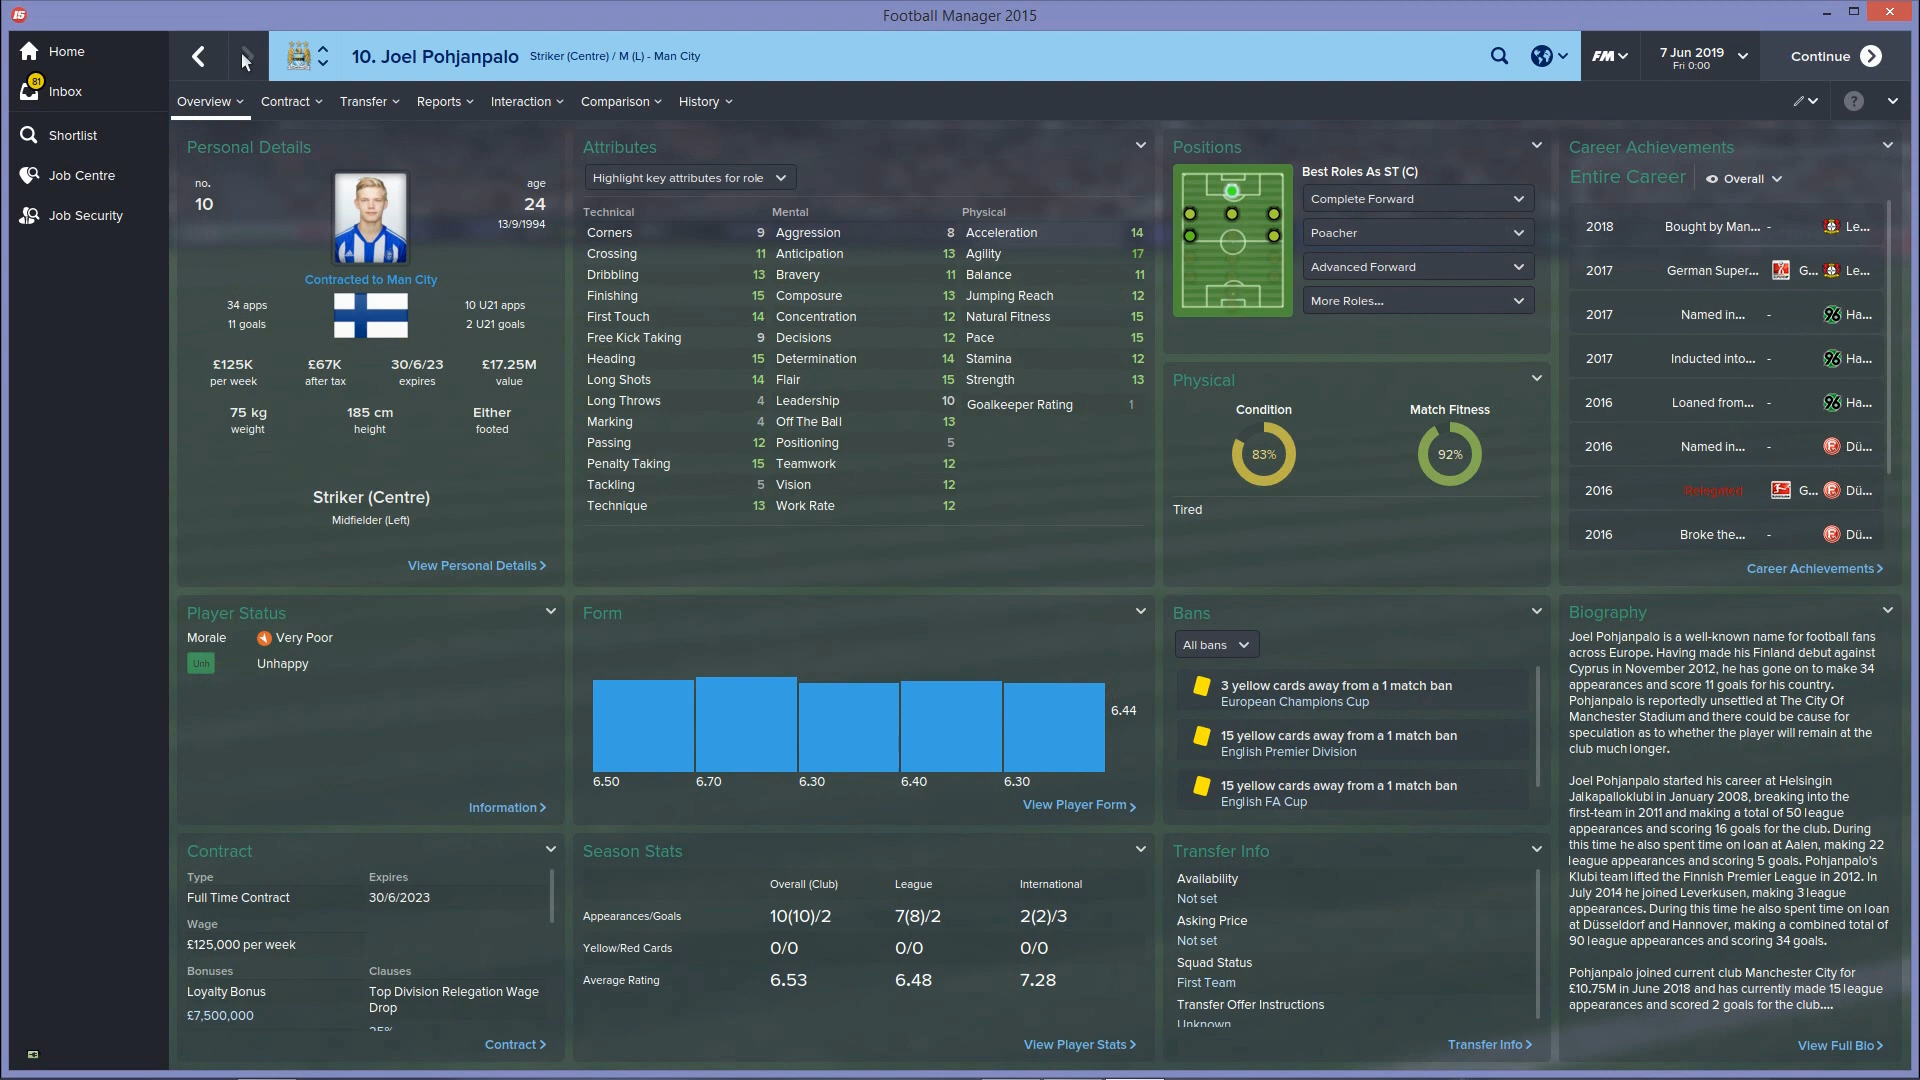 Football Manager 2015
Home
81
Inbox
Shortlist
Job Centre
Job Security
10. Joel Pohjanpalo Striker (Centre) / M (L) - Man City
FM
7 Jun 2019
Fri 0:00
Continue
Overview Contract Transfer Reports Interaction Comparison History
Personal Details
no.
10
age
24
13/9/1994
Contracted to Man City
34 apps
11 goals
10 U21 apps
2 U21 goals
£125K per week
£67K after tax
30/6/23 expires
£17.25M value
75 kg weight
185 cm height
Either footed
Striker (Centre)
Midfielder (Left)
View Personal Details
Attributes
Highlight key attributes for role
Technical Mental Physical
Corners 9 Aggression 8 Acceleration 14
Crossing 11 Anticipation 13 Agility 17
Dribbling 13 Bravery 11 Balance 11
Finishing 15 Composure 13 Jumping Reach 12
First Touch 14 Concentration 12 Natural Fitness 15
Free Kick Taking 9 Decisions 12 Pace 15
Heading 15 Determination 14 Stamina 12
Long Shots 14 Flair 15 Strength 13
Long Throws 4 Leadership 10 Goalkeeper Rating 1
Marking 4 Off The Ball 13
Passing 12 Positioning 5
Penalty Taking 15 Teamwork 12
Tackling 5 Vision 12
Technique 13 Work Rate 12
Positions
Best Roles As ST (C)
Complete Forward
Poacher
Advanced Forward
More Roles...
Physical
Condition Match Fitness
83% 92%
Tired
Career Achievements
Entire Career Overall
2018 Bought by Man... - Le...
2017 German Super... G... Le...
2017 Named in... - Ha...
2017 Inducted into... - Ha...
2016 Loaned from... - Ha...
2016 Named in... - Dü...
2016 Relegated G... Dü...
2016 Broke the... - Dü...
Career Achievements
Player Status
Morale Very Poor
Unh Unhappy
Information
Form
6.44
6.50 6.70 6.30 6.40 6.30
View Player Form
Bans
All bans
3 yellow cards away from a 1 match ban
European Champions Cup
15 yellow cards away from a 1 match ban
English Premier Division
15 yellow cards away from a 1 match ban
English FA Cup
Biography
Joel Pohjanpalo is a well-known name for football fans
across Europe. Having made his Finland debut against
Cyprus in November 2012, he has gone on to make 34
appearances and score 11 goals for his country.
Pohjanpalo is reportedly unsettled at The City Of
Manchester Stadium and there could be cause for
speculation as to whether the player will remain at the
club much longer.
Joel Pohjanpalo started his career at Helsingin
Jalkapalloklubi in January 2008, breaking into the
first-team in 2011 and making a total of 50 league
appearances and scoring 16 goals for the club. During
this time he also spent time on loan at Aalen, making 22
league appearances and scoring 5 goals. Pohjanpalo's
Klubi team lifted the Finnish Premier League in 2012. In
July 2014 he joined Leverkusen, making 3 league
appearances. During this time he also spent time on loan
at Düsseldorf and Hannover, making a combined total of
90 league appearances and scoring 34 goals.
Pohjanpalo joined current club Manchester City for
£10.75M in June 2018 and has currently made 15 league
appearances and scored 2 goals for the club....
View Full Bio
Contract
Type Expires
Full Time Contract 30/6/2023
Wage
£125,000 per week
Bonuses Clauses
Loyalty Bonus Top Division Relegation Wage
Drop
£7,500,000
25%
Contract
Season Stats
Overall (Club) League International
Appearances/Goals 10(10)/2 7(8)/2 2(2)/3
Yellow/Red Cards 0/0 0/0 0/0
Average Rating 6.53 6.48 7.28
View Player Stats
Transfer Info
Availability
Not set
Asking Price
Not set
Squad Status
First Team
Transfer Offer Instructions
Unknown
Transfer Info